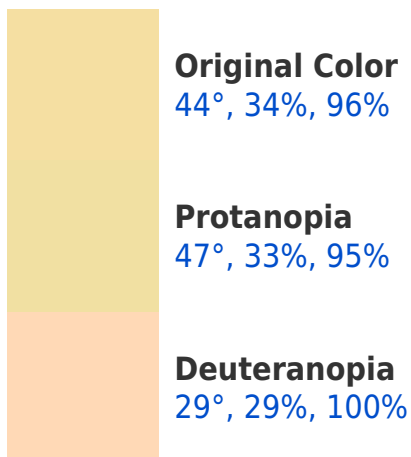 Original Color
44°, 34%, 96%
Protanopia
47°, 33%, 95%
Deuteranopia
29°, 29%, 100%